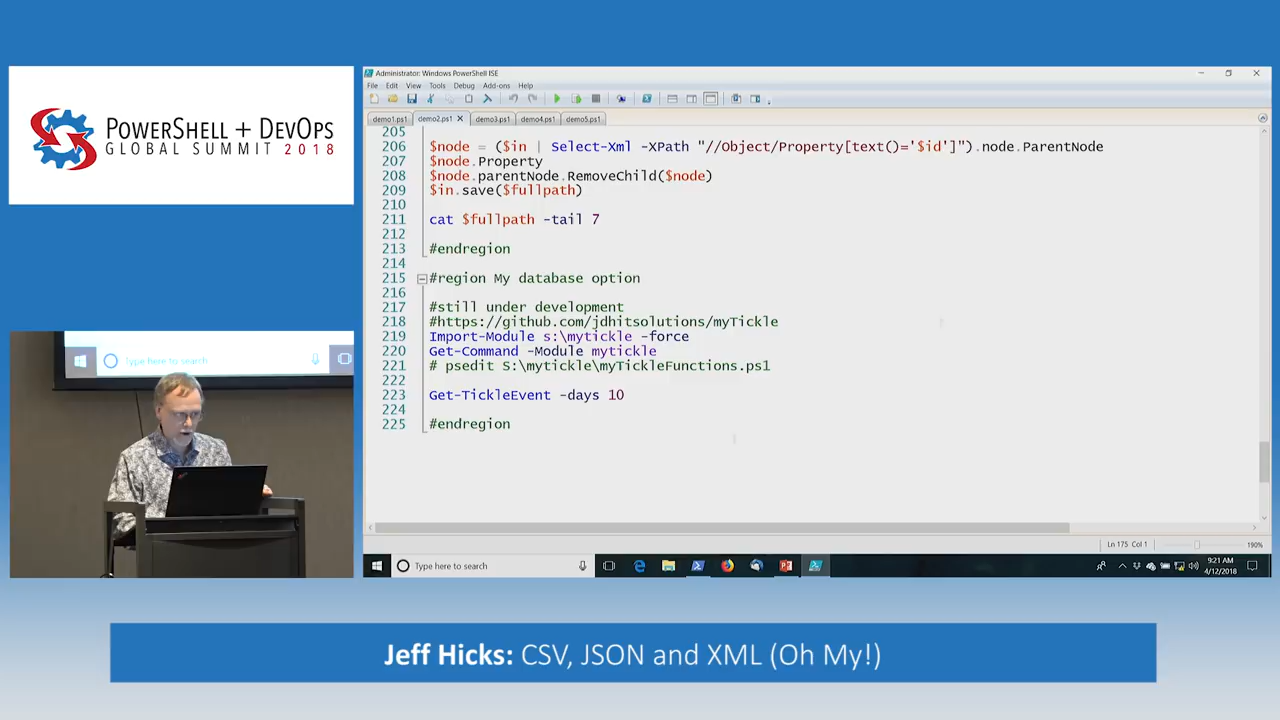 POWERSHELL + DEVOPS
GLOBAL SUMMIT 2018
Type here to search
Administrator: Windows PowerShell ISE
File Edit View Tools Debug Add-ons Help
demo1.ps1 demo2.ps1 demo3.ps1 demo4.ps1 demo5.ps1
205
206 $node = ($in | Select-Xml -XPath "//Object/Property[text()='$id']").node.ParentNode
207 $node.Property
208 $node.parentNode.RemoveChild($node)
209 $in.save($fullpath)
210
211 cat $fullpath -tail 7
212
213 #endregion
214
215 #region My database option
216
217 #still under development
218 #https://github.com/jdhitsolutions/myTickle
219 Import-Module s:\mytickle -force
220 Get-Command -Module mytickle
221 # psedit S:\mytickle\myTickleFunctions.ps1
222
223 Get-TickleEvent -days 10
224
225 #endregion
Ln 175 Col 1 190%
Type here to search
9:21 AM
4/12/2018
Jeff Hicks: CSV, JSON and XML (Oh My!)